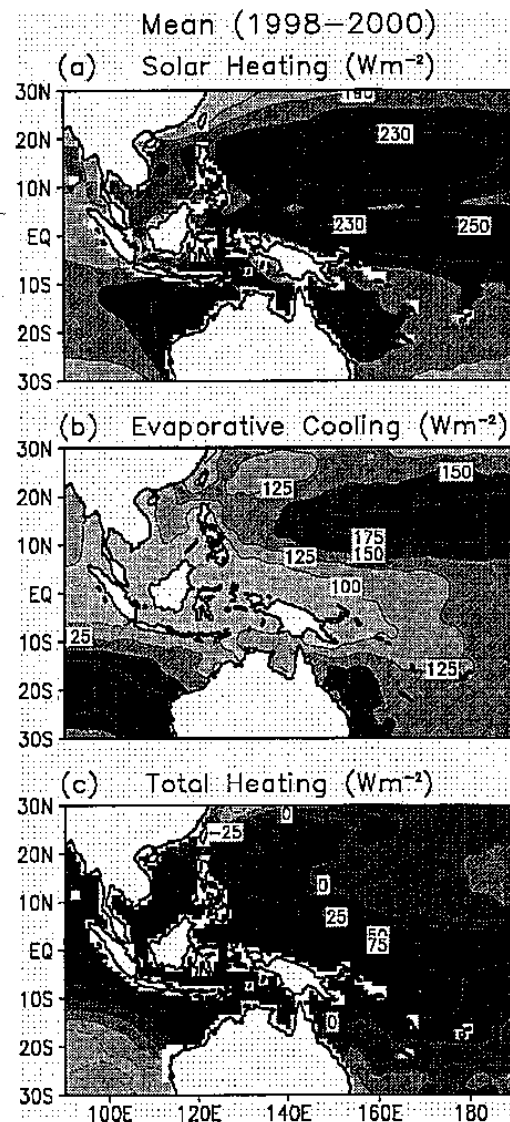 Mean (1998-2000)
(a) Solar Heating (Wm⁻²)
30N
20N
10N
EQ
10S
20S
30S
230
230
250
(b) Evaporative Cooling (Wm⁻²)
30N
20N
10N
EQ
10S
20S
30S
150
125
175
150
125
100
25
125
(c) Total Heating (Wm⁻²)
30N
20N
10N
EQ
10S
20S
30S
0
-25
0
25
50
75
0
100E 120E 140E 160E 180